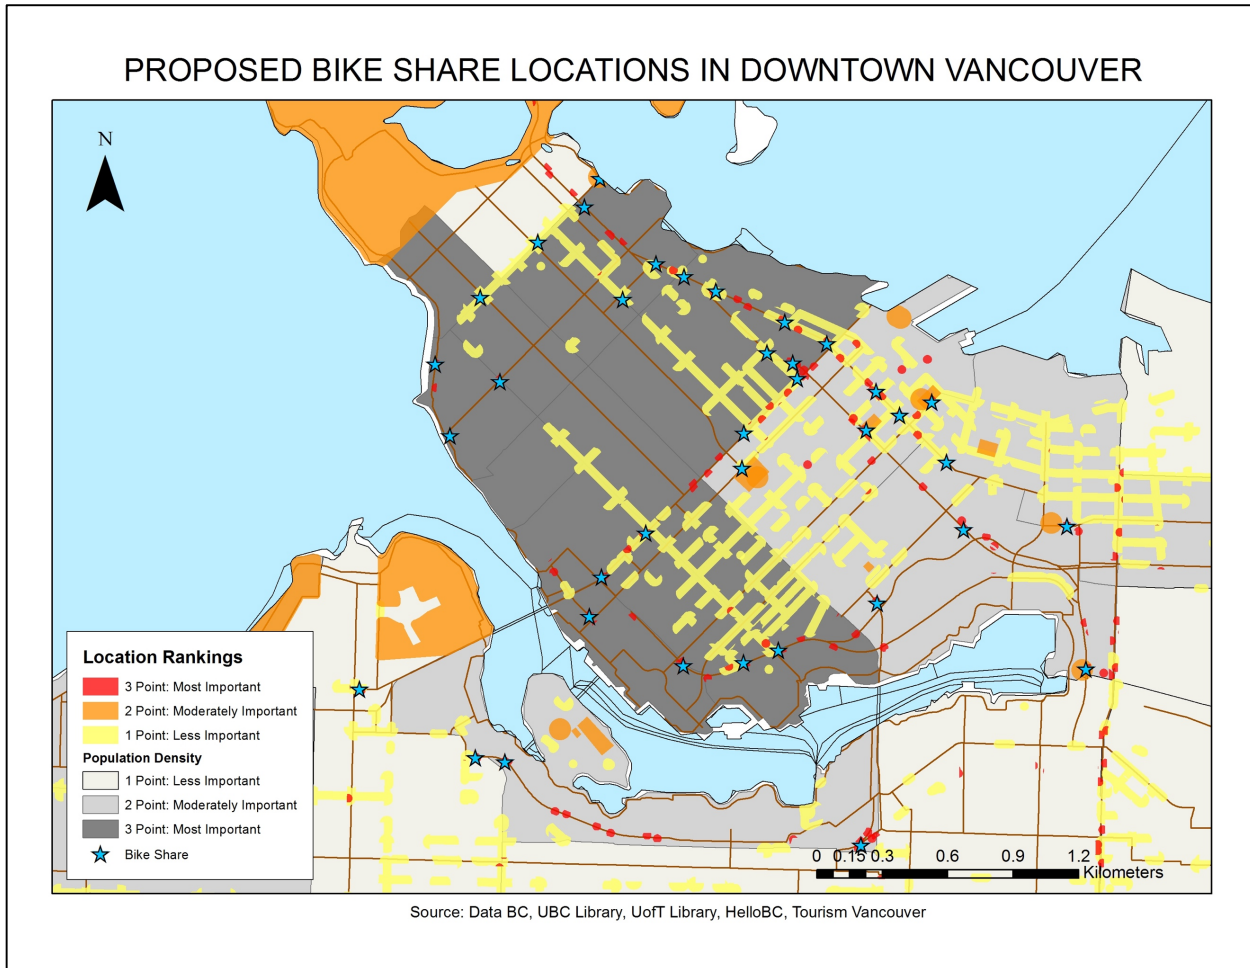 PROPOSED BIKE SHARE LOCATIONS IN DOWNTOWN VANCOUVER
N
Location Rankings
3 Point: Most Important
2 Point: Moderately Important
1 Point: Less Important
Population Density
1 Point: Less Important
2 Point: Moderately Important
3 Point: Most Important
Bike Share
0 0.15 0.3 0.6 0.9 1.2
Kilometers
Source: Data BC, UBC Library, UofT Library, HelloBC, Tourism Vancouver